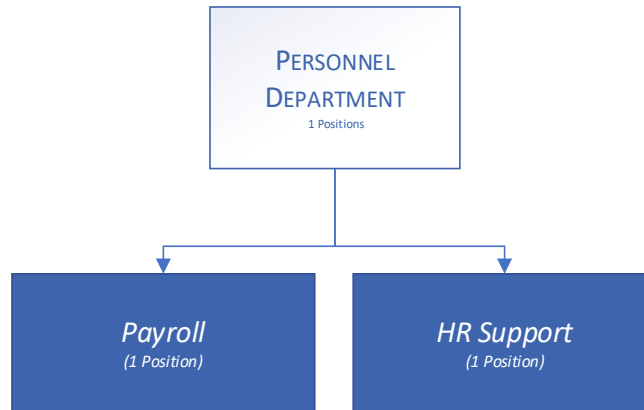 PERSONNEL
DEPARTMENT
1 Positions
Payroll
(1 Position)
HR Support
(1 Position)